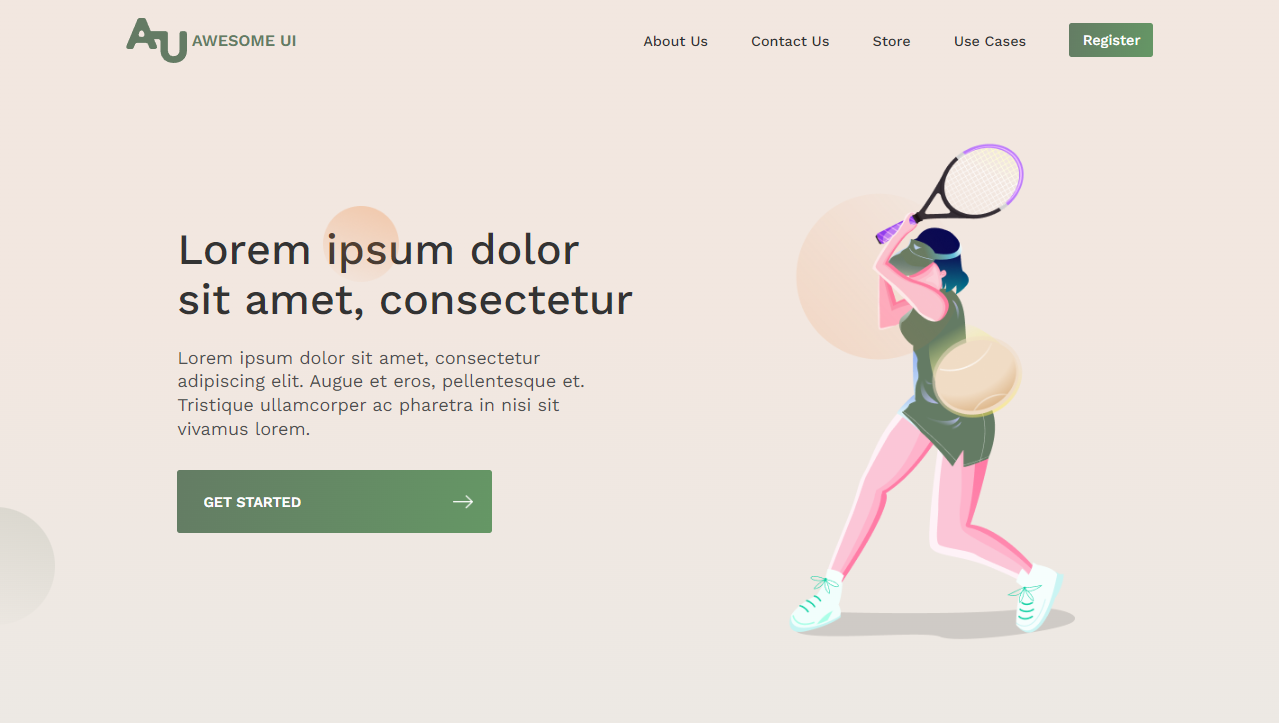 AU AWESOME UI
About Us Contact Us Store Use Cases Register
Lorem ipsum dolor
sit amet, consectetur
Lorem ipsum dolor sit amet, consectetur
adipiscing elit. Augue et eros, pellentesque et.
Tristique ullamcorper ac pharetra in nisi sit
vivamus lorem.
GET STARTED